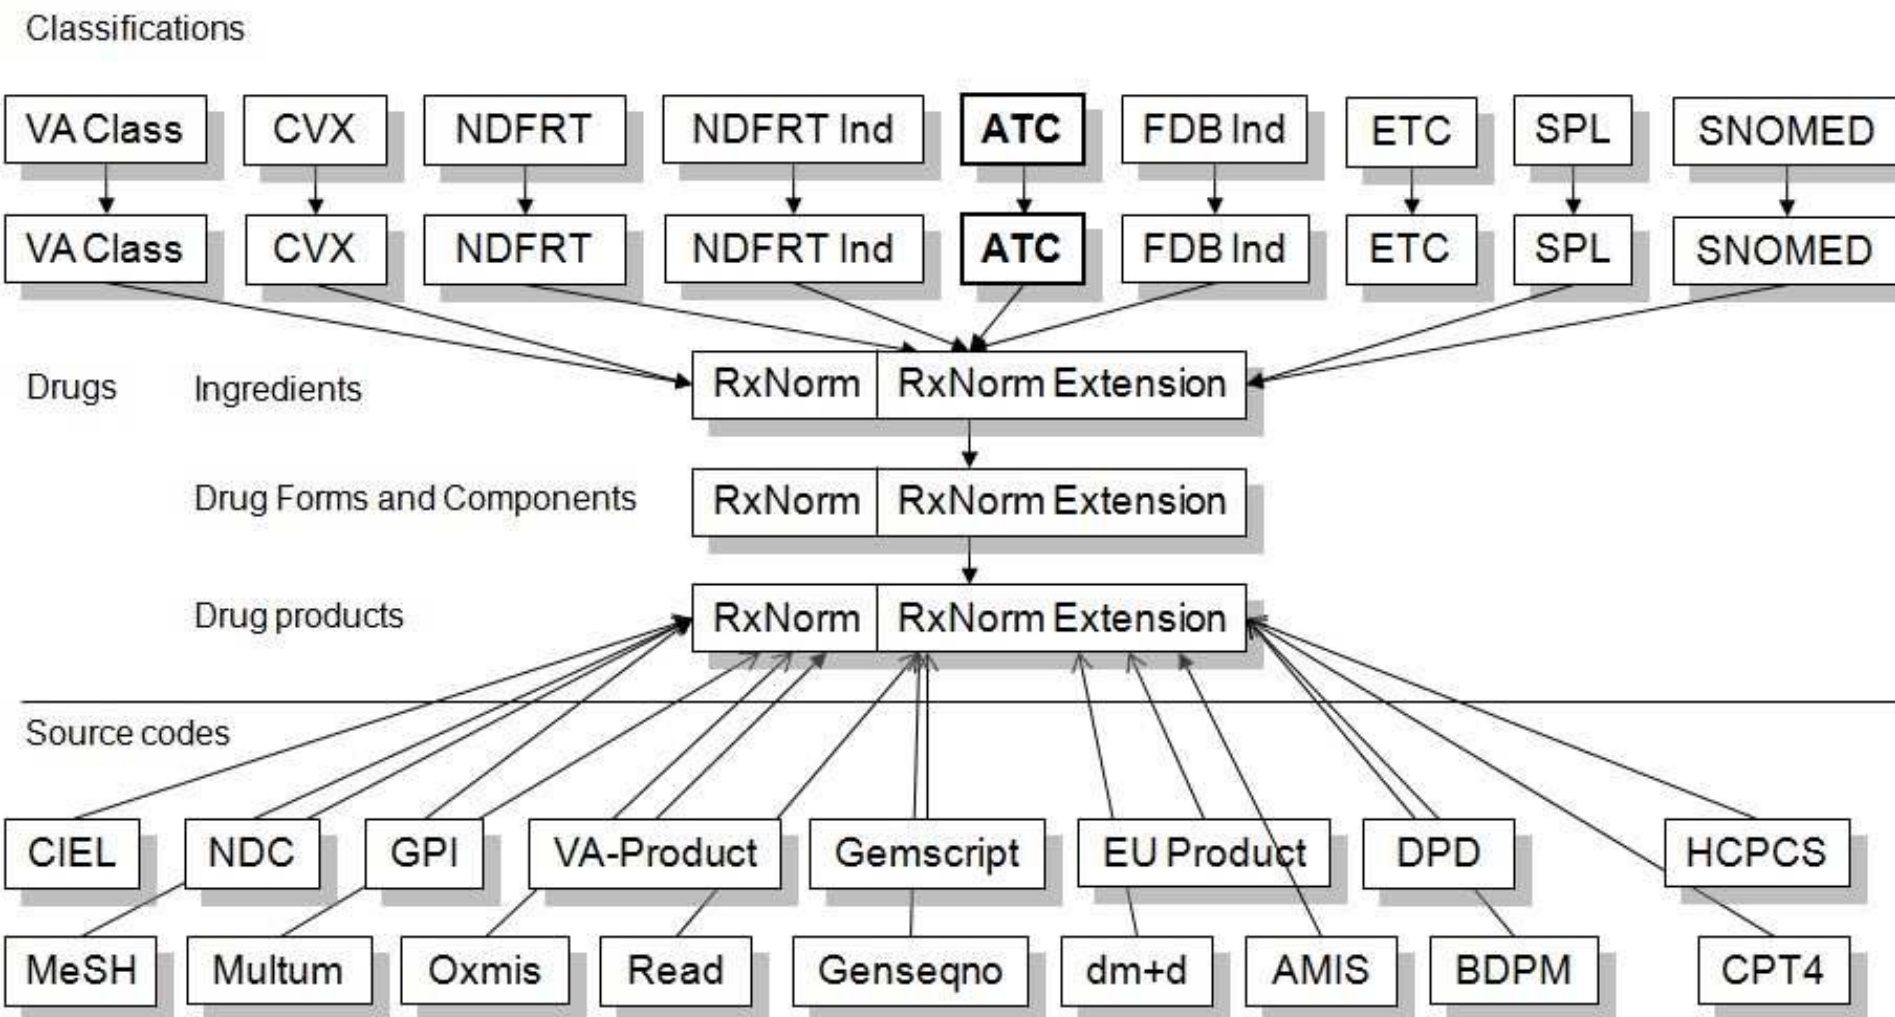 Classifications
VA Class CVX NDFRT NDFRT Ind ATC FDB Ind ETC SPL SNOMED
VA Class CVX NDFRT NDFRT Ind ATC FDB Ind ETC SPL SNOMED
Drugs Ingredients RxNorm RxNorm Extension
Drug Forms and Components RxNorm RxNorm Extension
Drug products RxNorm RxNorm Extension
Source codes
CIEL NDC GPI VA-Product Gemscript EU Product DPD HCPCS
MeSH Multum Oxmis Read Genseqno dm+d AMIS BDPM CPT4